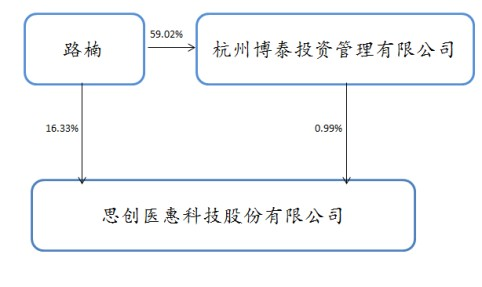 路楠
59.02%
杭州博泰投资管理有限公司
16.33%
0.99%
思创医惠科技股份有限公司